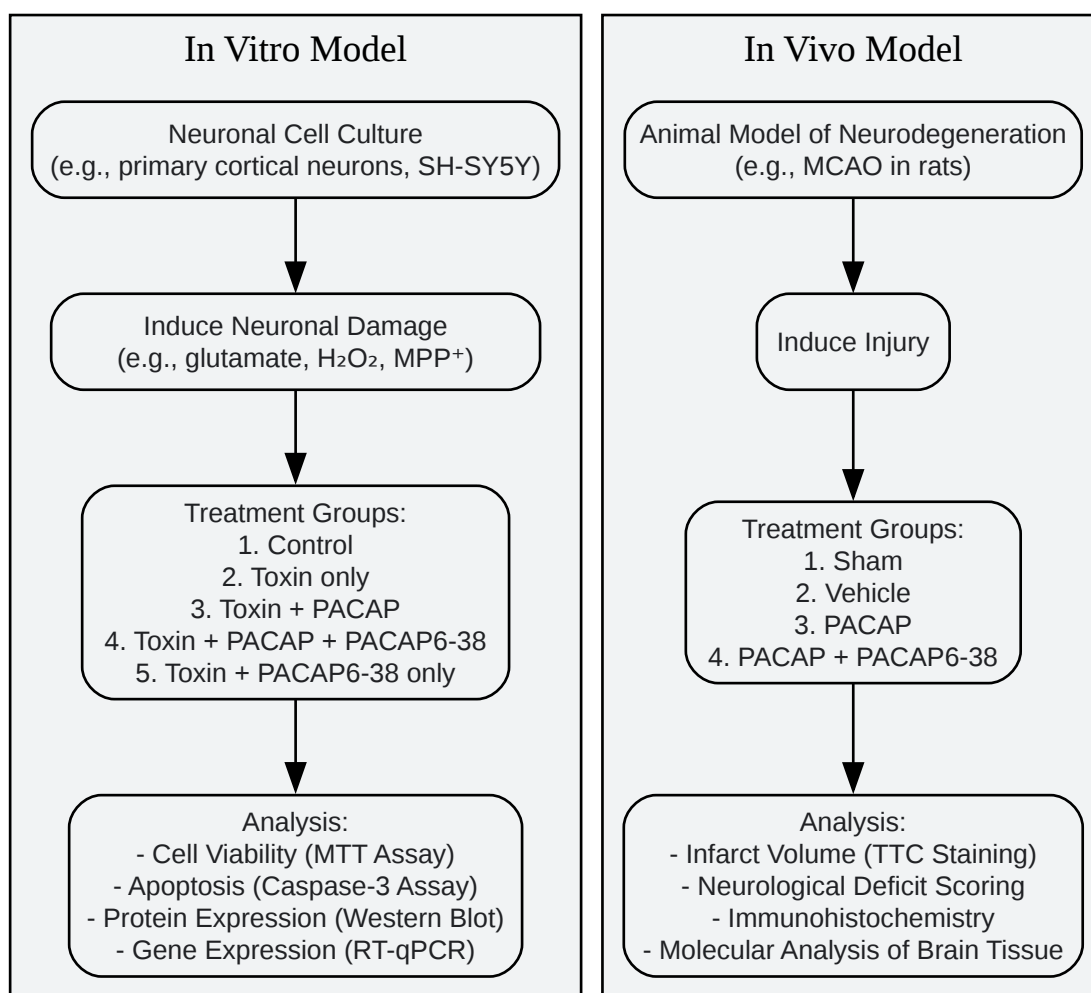 In Vitro Model
Neuronal Cell Culture
(e.g., primary cortical neurons, SH-SY5Y)
Induce Neuronal Damage
(e.g., glutamate, H₂O₂, MPP⁺)
Treatment Groups:
1. Control
2. Toxin only
3. Toxin + PACAP
4. Toxin + PACAP + PACAP6-38
5. Toxin + PACAP6-38 only
Analysis:
- Cell Viability (MTT Assay)
- Apoptosis (Caspase-3 Assay)
- Protein Expression (Western Blot)
- Gene Expression (RT-qPCR)
In Vivo Model
Animal Model of Neurodegeneration
(e.g., MCAO in rats)
Induce Injury
Treatment Groups:
1. Sham
2. Vehicle
3. PACAP
4. PACAP + PACAP6-38
Analysis:
- Infarct Volume (TTC Staining)
- Neurological Deficit Scoring
- Immunohistochemistry
- Molecular Analysis of Brain Tissue